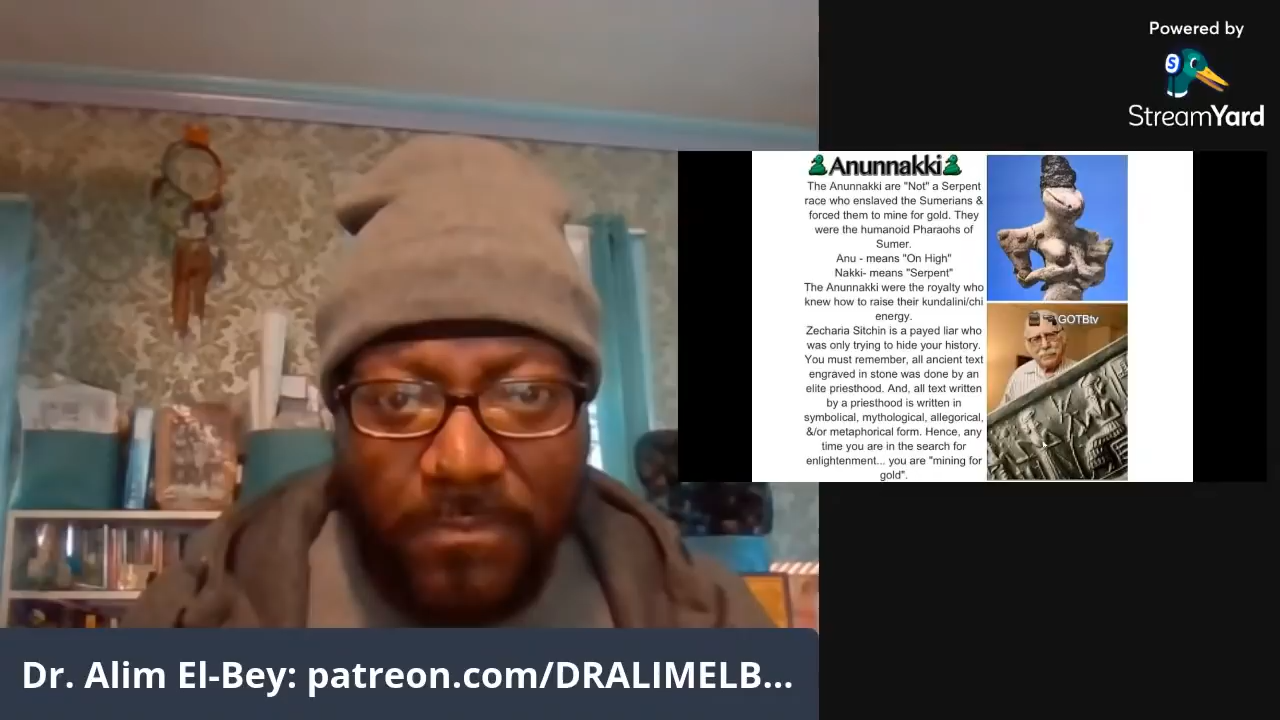 Powered by
StreamYard
Anunnakki
The Anunnakki are "Not" a Serpent
race who enslaved the Sumerians &
forced them to mine for gold. They
were the humanoid Pharaohs of
Sumer.
Anu - means "On High"
Nakki- means "Serpent"
The Anunnakki were the royalty who
knew how to raise their kundalini/chi
energy.
Zecharia Sitchin is a payed liar who
was only trying to hide your history.
You must remember, all ancient text
engraved in stone was done by an
elite priesthood. And, all text written
by a priesthood is written in
symbolical, mythological, allegorical,
&/or metaphorical form. Hence, any
time you are in the search for
enlightenment... you are "mining for
gold".
GOTBtv
Dr. Alim El-Bey: patreon.com/DRALIMELB...